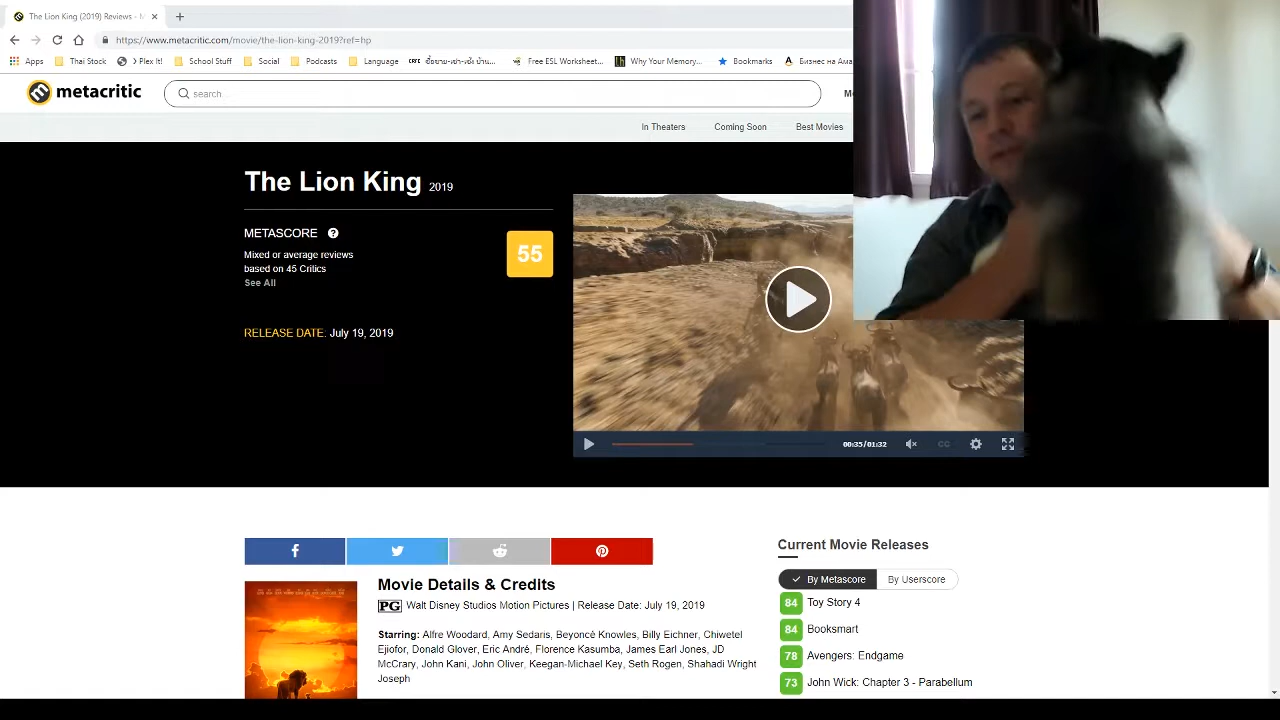 The Lion King (2019) Reviews - M
https://www.metacritic.com/movie/the-lion-king-2019?ref=hp
Apps Thai Stock > Plex It! School Stuff Social Podcasts Language Free ESL Worksheet... Why Your Memory... Bookmarks Бизнес на Ама
metacritic search...
In Theaters Coming Soon Best Movies
The Lion King 2019
METASCORE ?
55
Mixed or average reviews
based on 45 Critics
See All
RELEASE DATE: July 19, 2019
00:35/01:32 CC
Current Movie Releases
By Metascore By Userscore
84 Toy Story 4
84 Booksmart
78 Avengers: Endgame
73 John Wick: Chapter 3 - Parabellum
Movie Details & Credits
PG Walt Disney Studios Motion Pictures | Release Date: July 19, 2019
Starring: Alfre Woodard, Amy Sedaris, Beyoncé Knowles, Billy Eichner, Chiwetel
Ejiofor, Donald Glover, Eric André, Florence Kasumba, James Earl Jones, JD
McCrary, John Kani, John Oliver, Keegan-Michael Key, Seth Rogen, Shahadi Wright
Joseph